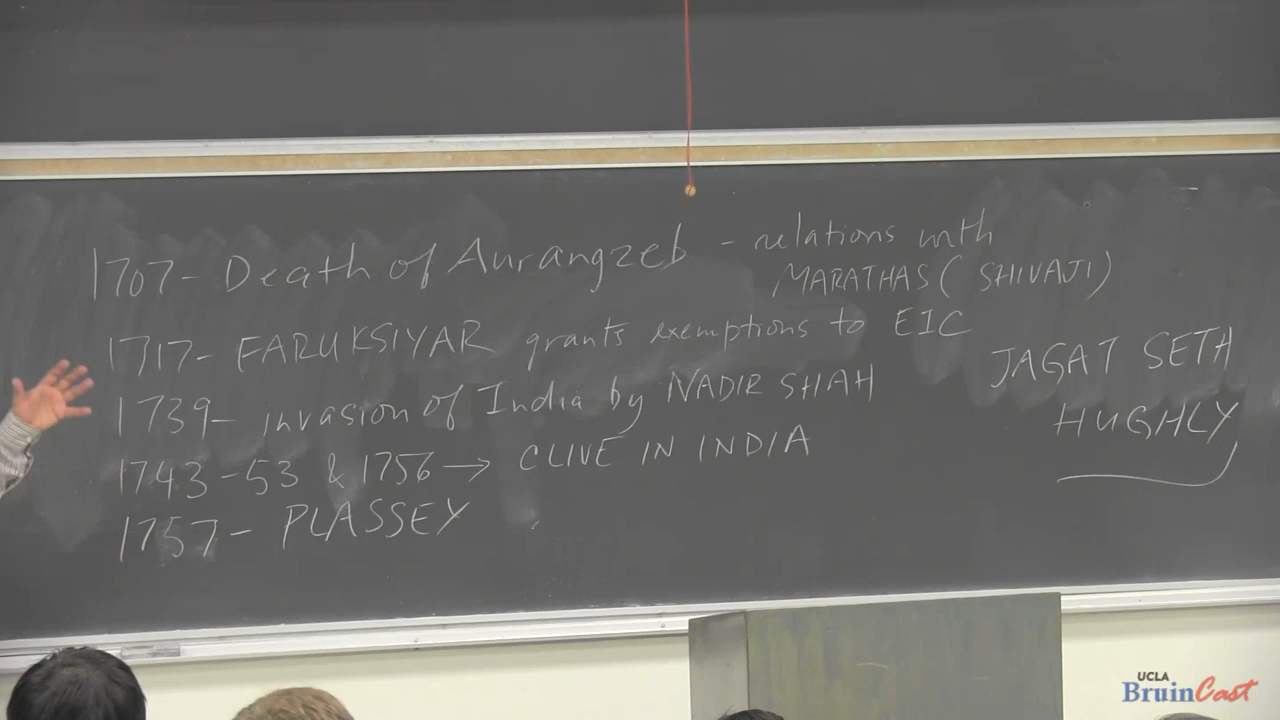 1707- Death of Aurangzeb - relations with
MARATHAS (SHIVAJI)
1717- FARUKSIYAR grants exemptions to EIC
JAGAT SETH
1739- invasion of India by NADIR SHAH
HUGHLY
1743-53 & 1756 → CLIVE IN INDIA
1757- PLASSEY
UCLA
BruinCast